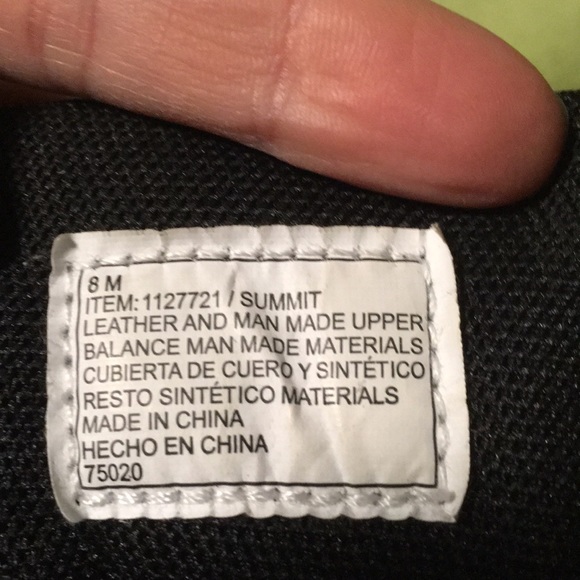 8 M
ITEM: 1127721 / SUMMIT
LEATHER AND MAN MADE UPPER
BALANCE MAN MADE MATERIALS
CUBIERTA DE CUERO Y SINTÉTICO
RESTO SINTÉTICO MATERIALS
MADE IN CHINA
HECHO EN CHINA
75020